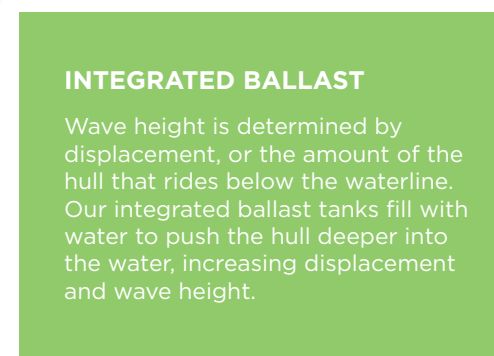 INTEGRATED BALLAST
Wave height is determined by
displacement, or the amount of the
hull that rides below the waterline.
Our integrated ballast tanks fill with
water to push the hull deeper into
the water, increasing displacement
and wave height.